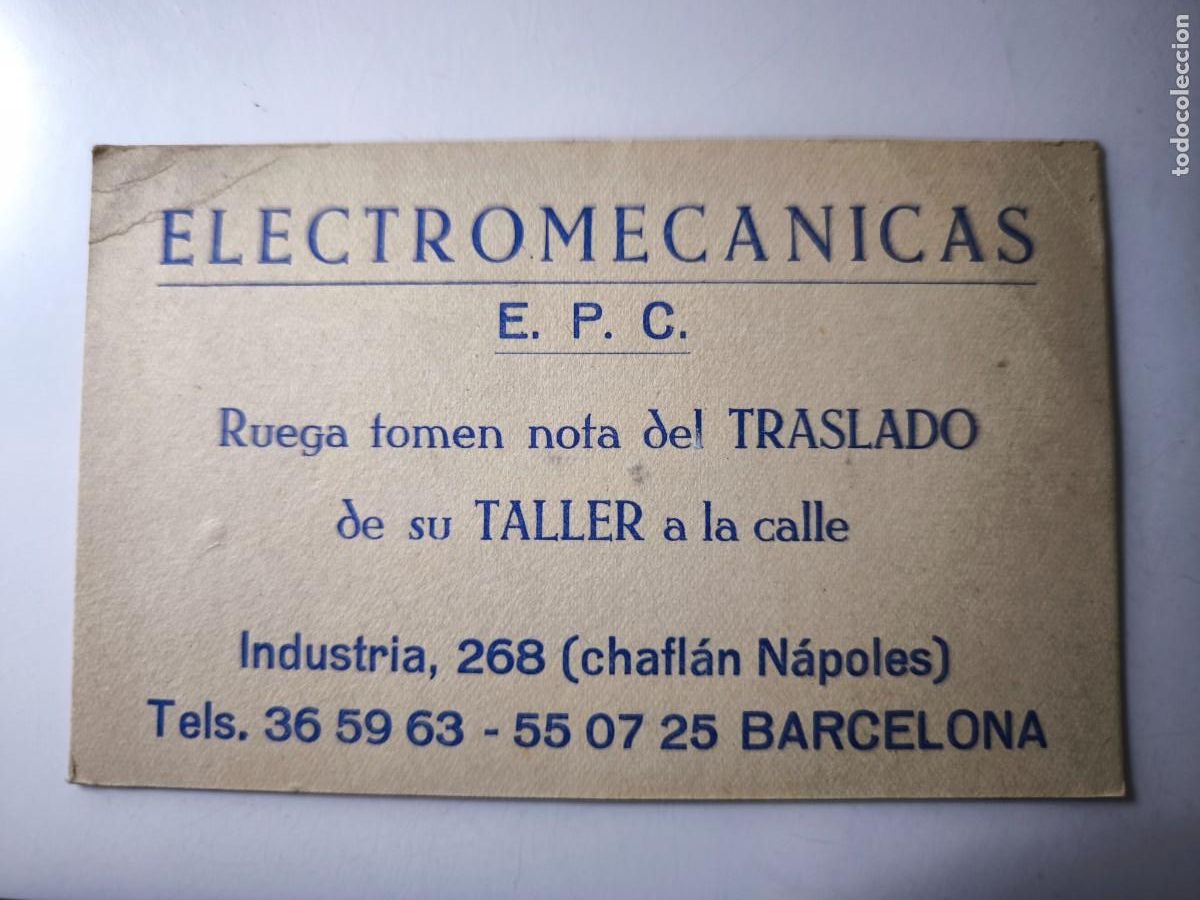 ELECTROMECANICAS
E. P. C.
Ruega tomen nota del TRASLADO
de su TALLER a la calle
Industria, 268 (chaflán Nápoles)
Tels. 36 59 63 - 55 07 25 BARCELONA
todocoleccion